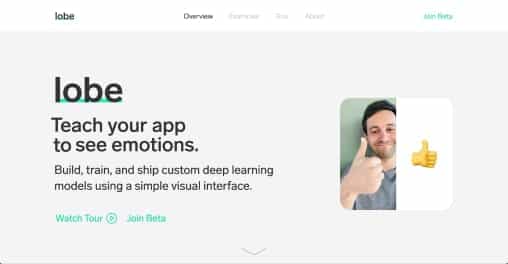 lobe
Overview Examples Tour About Join Beta
lobe
Teach your app
to see emotions.
Build, train, and ship custom deep learning
models using a simple visual interface.
Watch Tour Join Beta